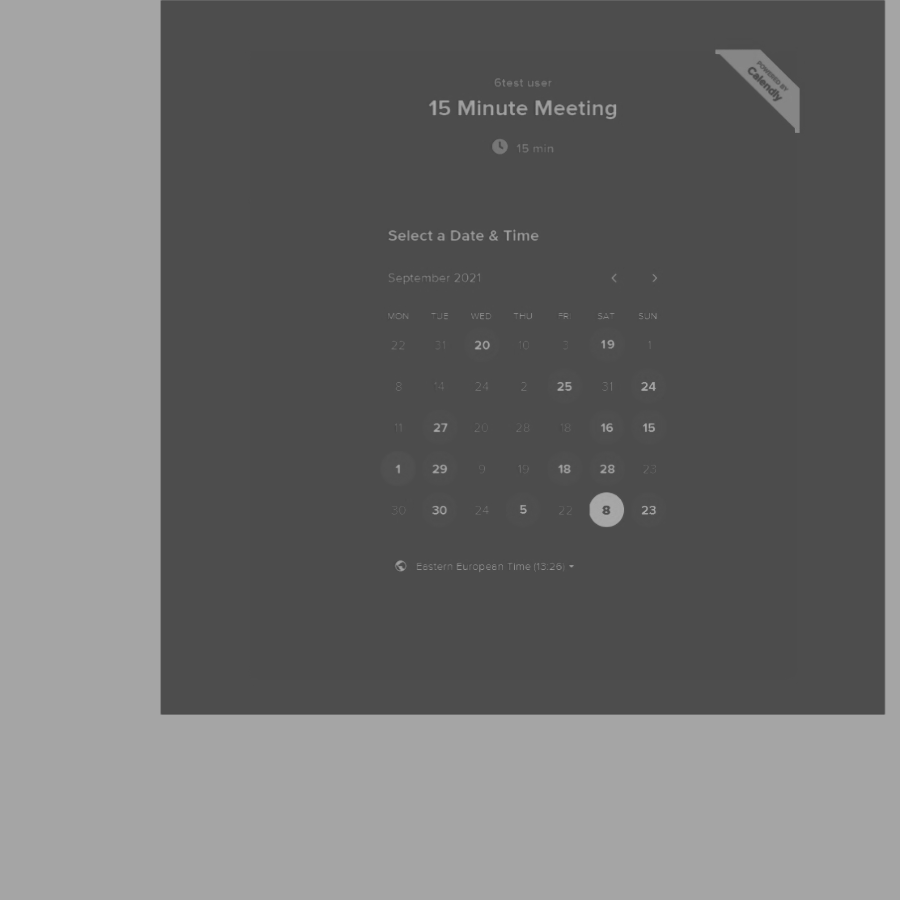 POWERED BY
Calendly
6test user
15 Minute Meeting
15 min
Select a Date & Time
September 2021
MON TUE WED THU FRI SAT SUN
22 31 20 10 3 19 1
8 14 24 2 25 31 24
11 27 20 28 18 16 15
1 29 9 19 18 28 23
30 30 24 5 22 8 23
Eastern European Time (13:26)